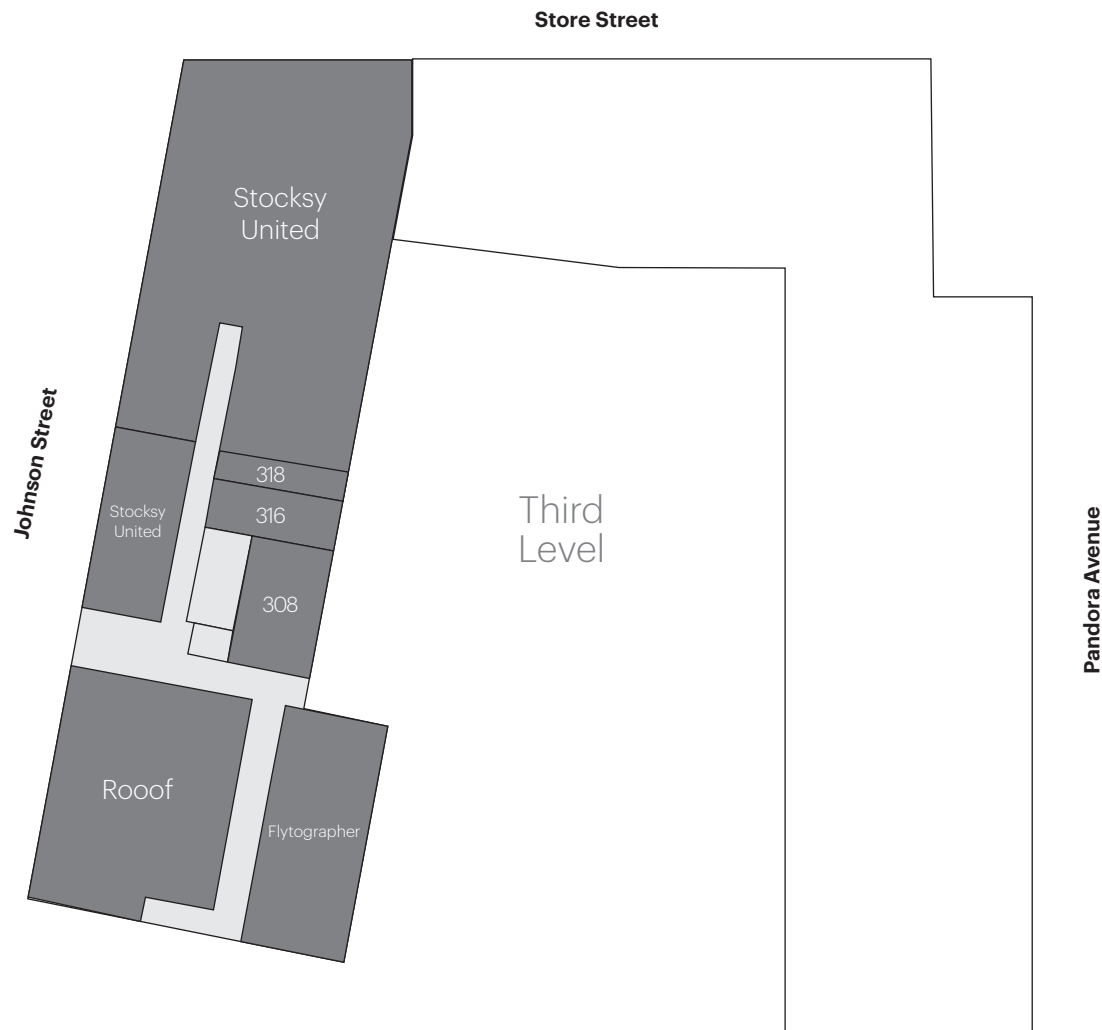 Store Street
Stocksy
United
Johnson Street
318
Stocksy
United
316
Third
Level
308
Pandora Avenue
Rooof
Flytographer